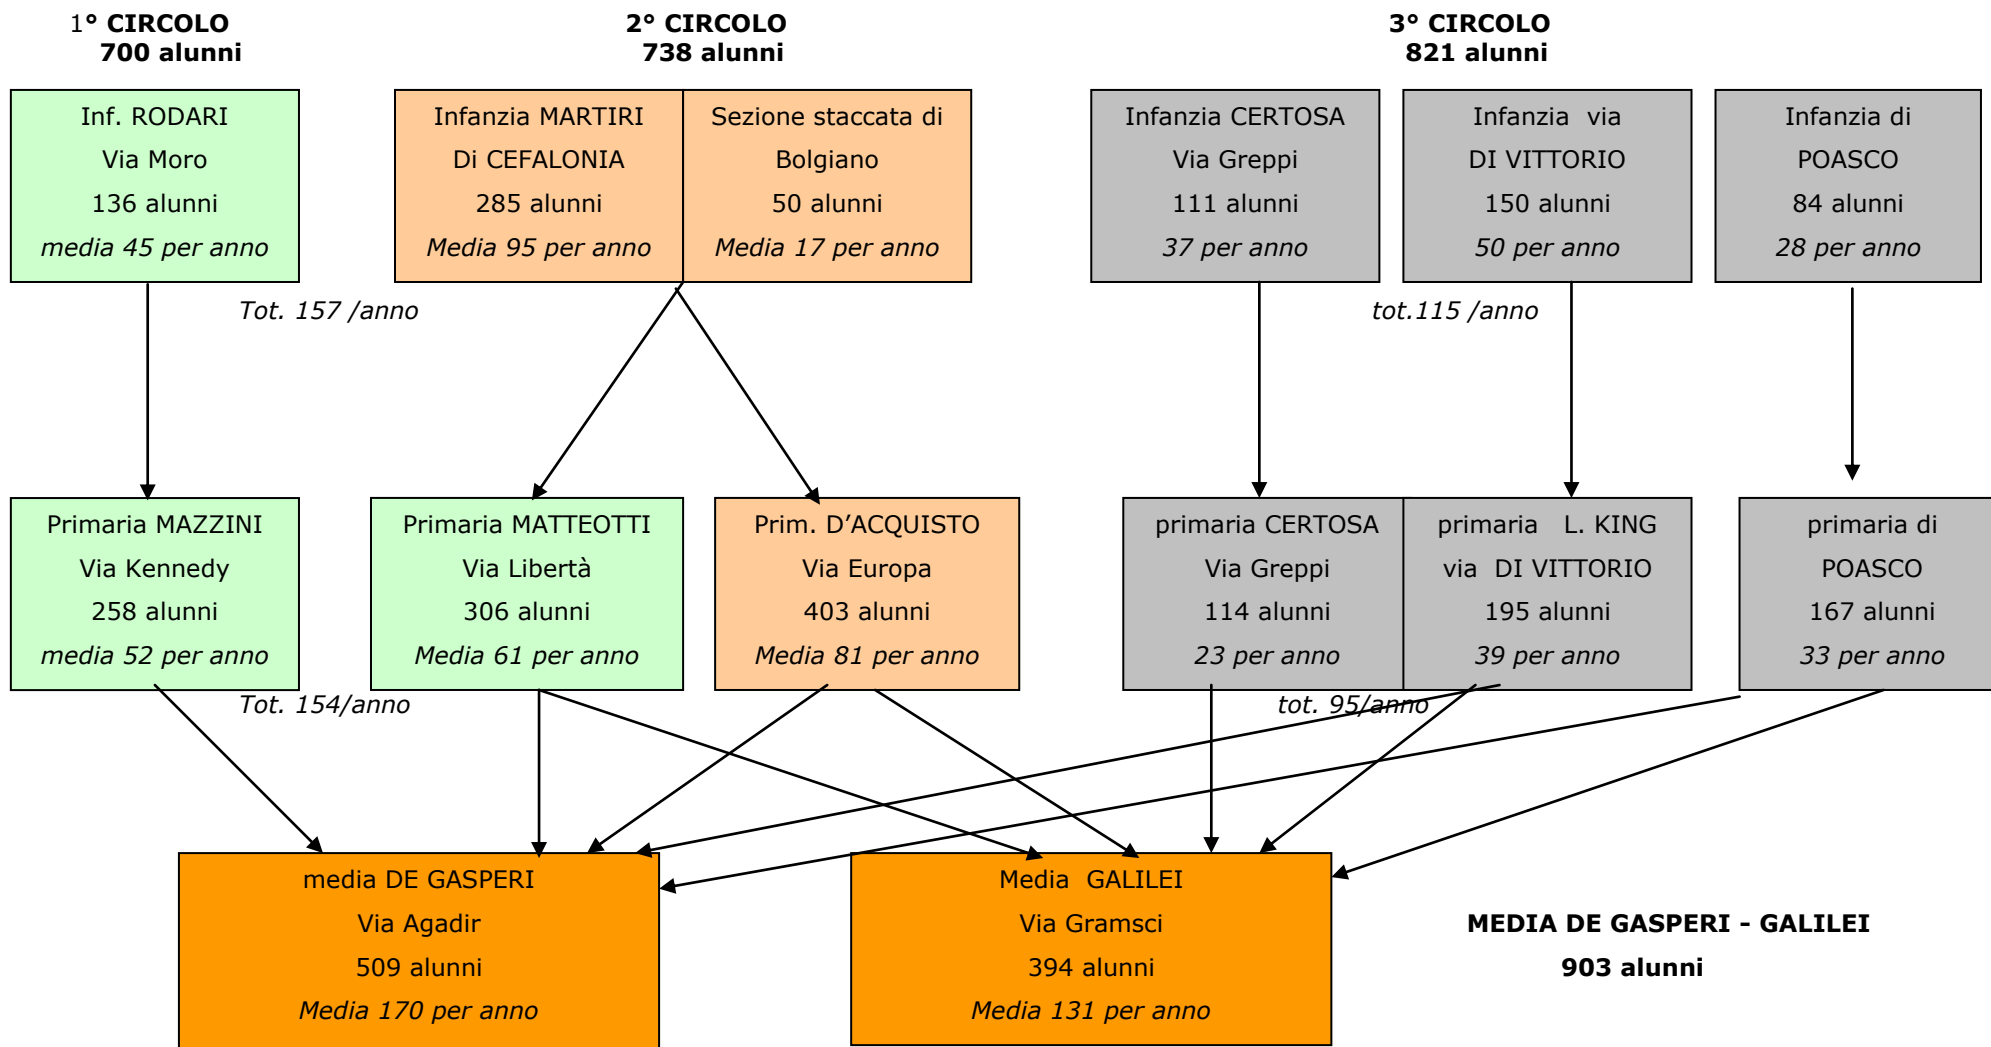 1° CIRCOLO
700 alunni
2° CIRCOLO
738 alunni
3° CIRCOLO
821 alunni
Inf. RODARI
Via Moro
136 alunni
media 45 per anno
Infanzia MARTIRI
Di CEFALONIA
285 alunni
Media 95 per anno
Sezione staccata di
Bolgiano
50 alunni
Media 17 per anno
Infanzia CERTOSA
Via Greppi
111 alunni
37 per anno
Infanzia via
DI VITTORIO
150 alunni
50 per anno
Infanzia di
POASCO
84 alunni
28 per anno
Tot. 157 /anno
tot.115 /anno
Primaria MAZZINI
Via Kennedy
258 alunni
media 52 per anno
Primaria MATTEOTTI
Via Libertà
306 alunni
Media 61 per anno
Prim. D'ACQUISTO
Via Europa
403 alunni
Media 81 per anno
primaria CERTOSA
Via Greppi
114 alunni
23 per anno
primaria L. KING
via DI VITTORIO
195 alunni
39 per anno
primaria di
POASCO
167 alunni
33 per anno
Tot. 154/anno
tot. 95/anno
media DE GASPERI
Via Agadir
509 alunni
Media 170 per anno
Media GALILEI
Via Gramsci
394 alunni
Media 131 per anno
MEDIA DE GASPERI - GALILEI
903 alunni